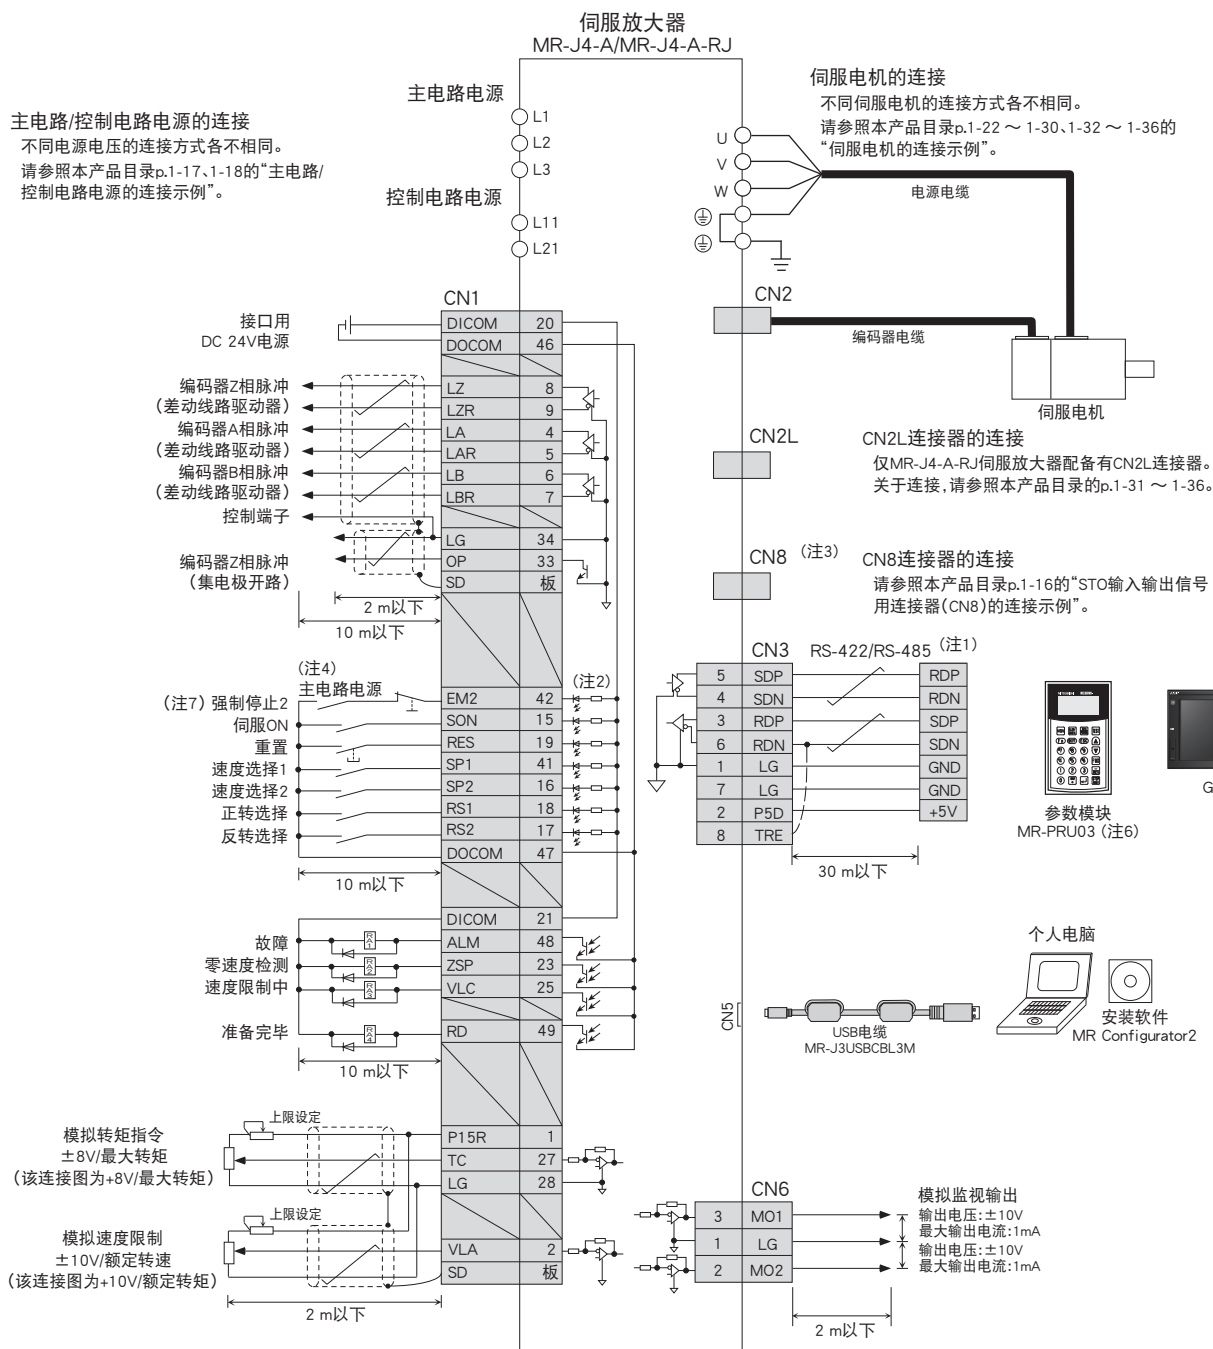 伺服放大器
MR-J4-A/MR-J4-A-RJ
主电路/控制电路电源的连接
不同电源电压的连接方式各不相同。
请参照本产品目录p.1-17、1-18的“主电路/
控制电路电源的连接示例”。
主电路电源
L1
L2
L3
控制电路电源
L11
L21
伺服电机的连接
不同伺服电机的连接方式各不相同。
请参照本产品目录p.1-22 ～ 1-30、1-32 ～ 1-36的
“伺服电机的连接示例”。
U
V
W
电源电缆
CN2
编码器电缆
伺服电机
CN2L
CN2L连接器的连接
仅MR-J4-A-RJ伺服放大器配备有CN2L连接器。
关于连接，请参照本产品目录的p.1-31 ～ 1-36。
CN8 (注3)
CN8连接器的连接
请参照本产品目录p.1-16的“STO输入输出信号
用连接器（CN8）的连接示例”。
CN1
接口用
DC 24V电源
DICOM 20
DOCOM 46
编码器Z相脉冲
（差动线路驱动器）
LZ 8
LZR 9
编码器A相脉冲
（差动线路驱动器）
LA 4
LAR 5
编码器B相脉冲
（差动线路驱动器）
LB 6
LBR 7
控制端子
LG 34
编码器Z相脉冲
（集电极开路）
OP 33
SD 板
2 m以下
10 m以下
(注4)
主电路电源
(注2)
(注7) 强制停止2 EM2 42
伺服ON SON 15
重置 RES 19
速度选择1 SP1 41
速度选择2 SP2 16
正转选择 RS1 18
反转选择 RS2 17
DOCOM 47
10 m以下
DICOM 21
故障 RA1 ALM 48
零速度检测 RA2 ZSP 23
速度限制中 RA3 VLC 25
准备完毕 RA4 RD 49
10 m以下
上限设定
模拟转矩指令
±8V/最大转矩
（该连接图为+8V/最大转矩）
P15R 1
TC 27
LG 28
上限设定
模拟速度限制
±10V/额定转速
（该连接图为+10V/额定转矩）
VLA 2
SD 板
2 m以下
CN3
RS-422/RS-485 (注1)
5 SDP RDP
4 SDN RDN
3 RDP SDP
6 RDN SDN
1 LG GND
7 LG GND
2 P5D +5V
8 TRE
30 m以下
参数模块
MR-PRU03 (注6)
G
CN5
USB电缆
MR-J3USBCBL3M
个人电脑
安装软件
MR Configurator2
CN6
3 MO1
1 LG
2 MO2
模拟监视输出
输出电压：±10V
最大输出电流：1mA
输出电压：±10V
最大输出电流：1mA
2 m以下